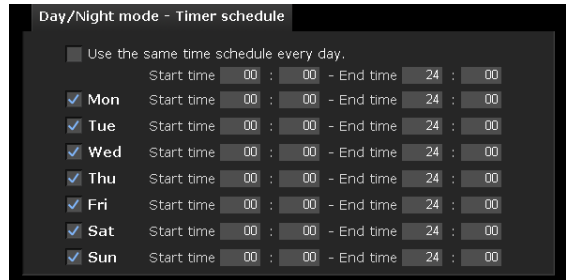 Day/Night mode - Timer schedule
Use the same time schedule every day.
Start time 00 : 00 - End time 24 : 00
Mon Start time 00 : 00 - End time 24 : 00
Tue Start time 00 : 00 - End time 24 : 00
Wed Start time 00 : 00 - End time 24 : 00
Thu Start time 00 : 00 - End time 24 : 00
Fri Start time 00 : 00 - End time 24 : 00
Sat Start time 00 : 00 - End time 24 : 00
Sun Start time 00 : 00 - End time 24 : 00